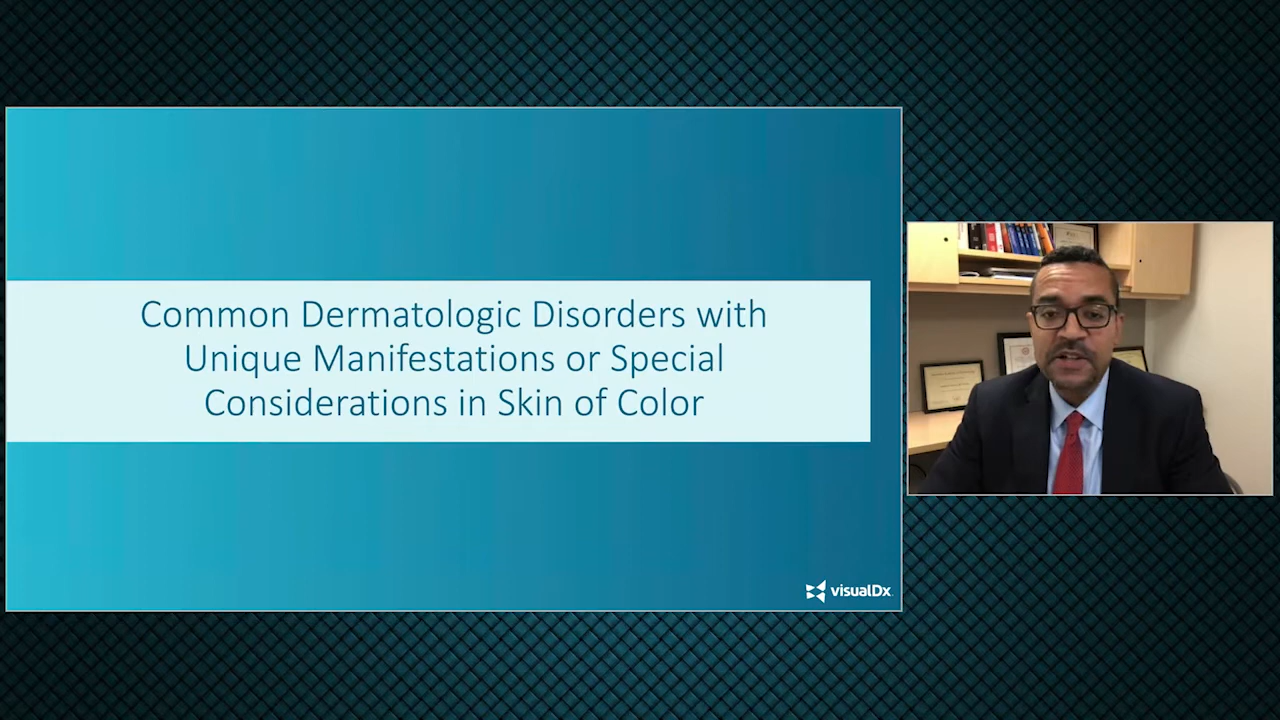 Common Dermatologic Disorders with
Unique Manifestations or Special
Considerations in Skin of Color
visualDx